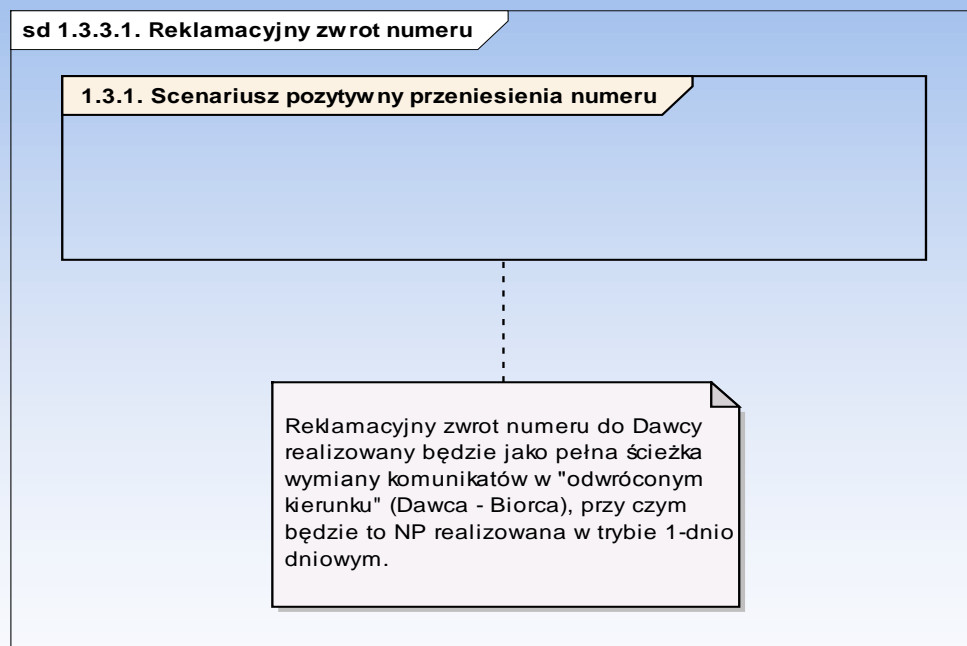 sd 1.3.3.1. Reklamacyjny zwrot numeru
1.3.1. Scenariusz pozytywny przeniesienia numeru
Reklamacyjny zwrot numeru do Dawcy
realizowany będzie jako pełna ścieżka
wymiany komunikatów w "odwróconym
kierunku" (Dawca - Biorca), przy czym
będzie to NP realizowana w trybie 1-dnio
dniowym.